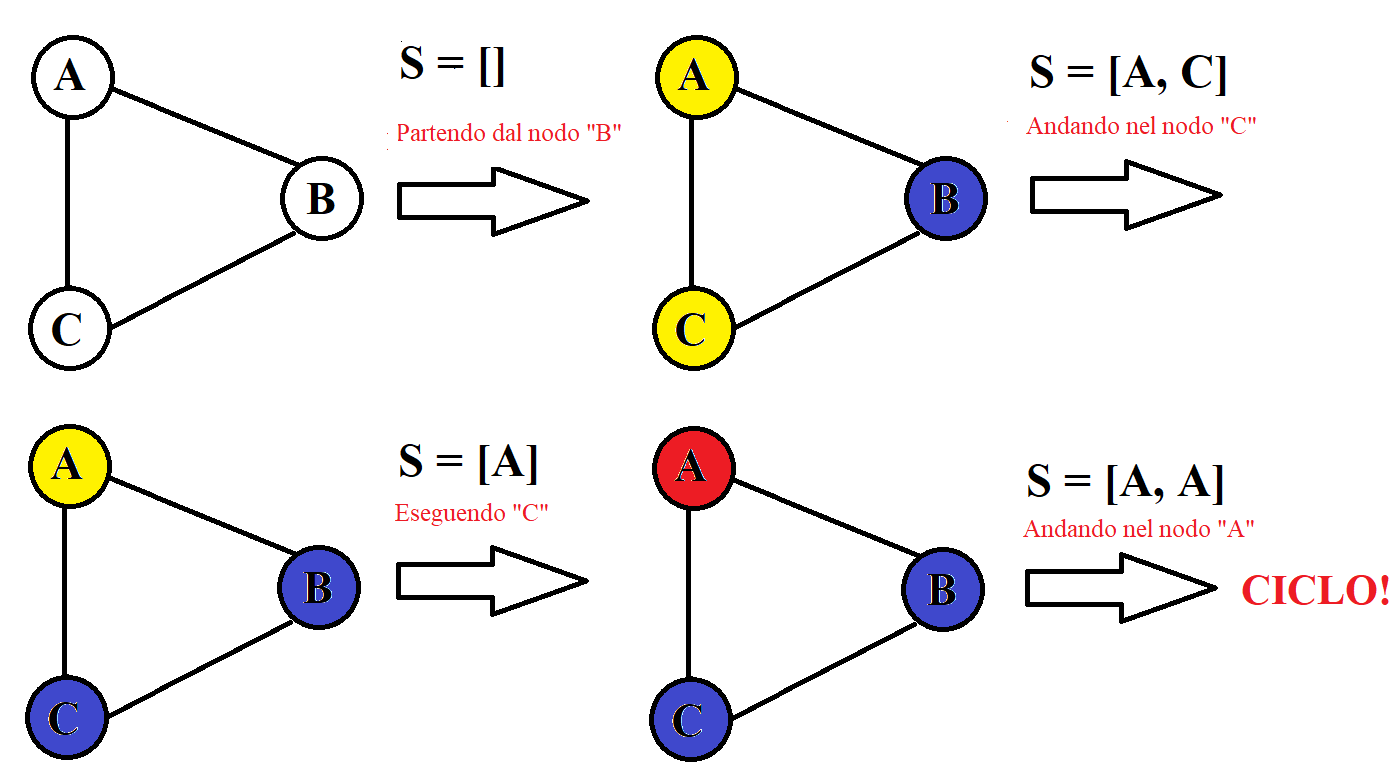 A
B
C
S = []
Partendo dal nodo "B"
A
B
C
S = [A, C]
Andando nel nodo "C"
A
B
C
S = [A]
Eseguendo "C"
A
B
C
S = [A, A]
Andando nel nodo "A"
CICLO!